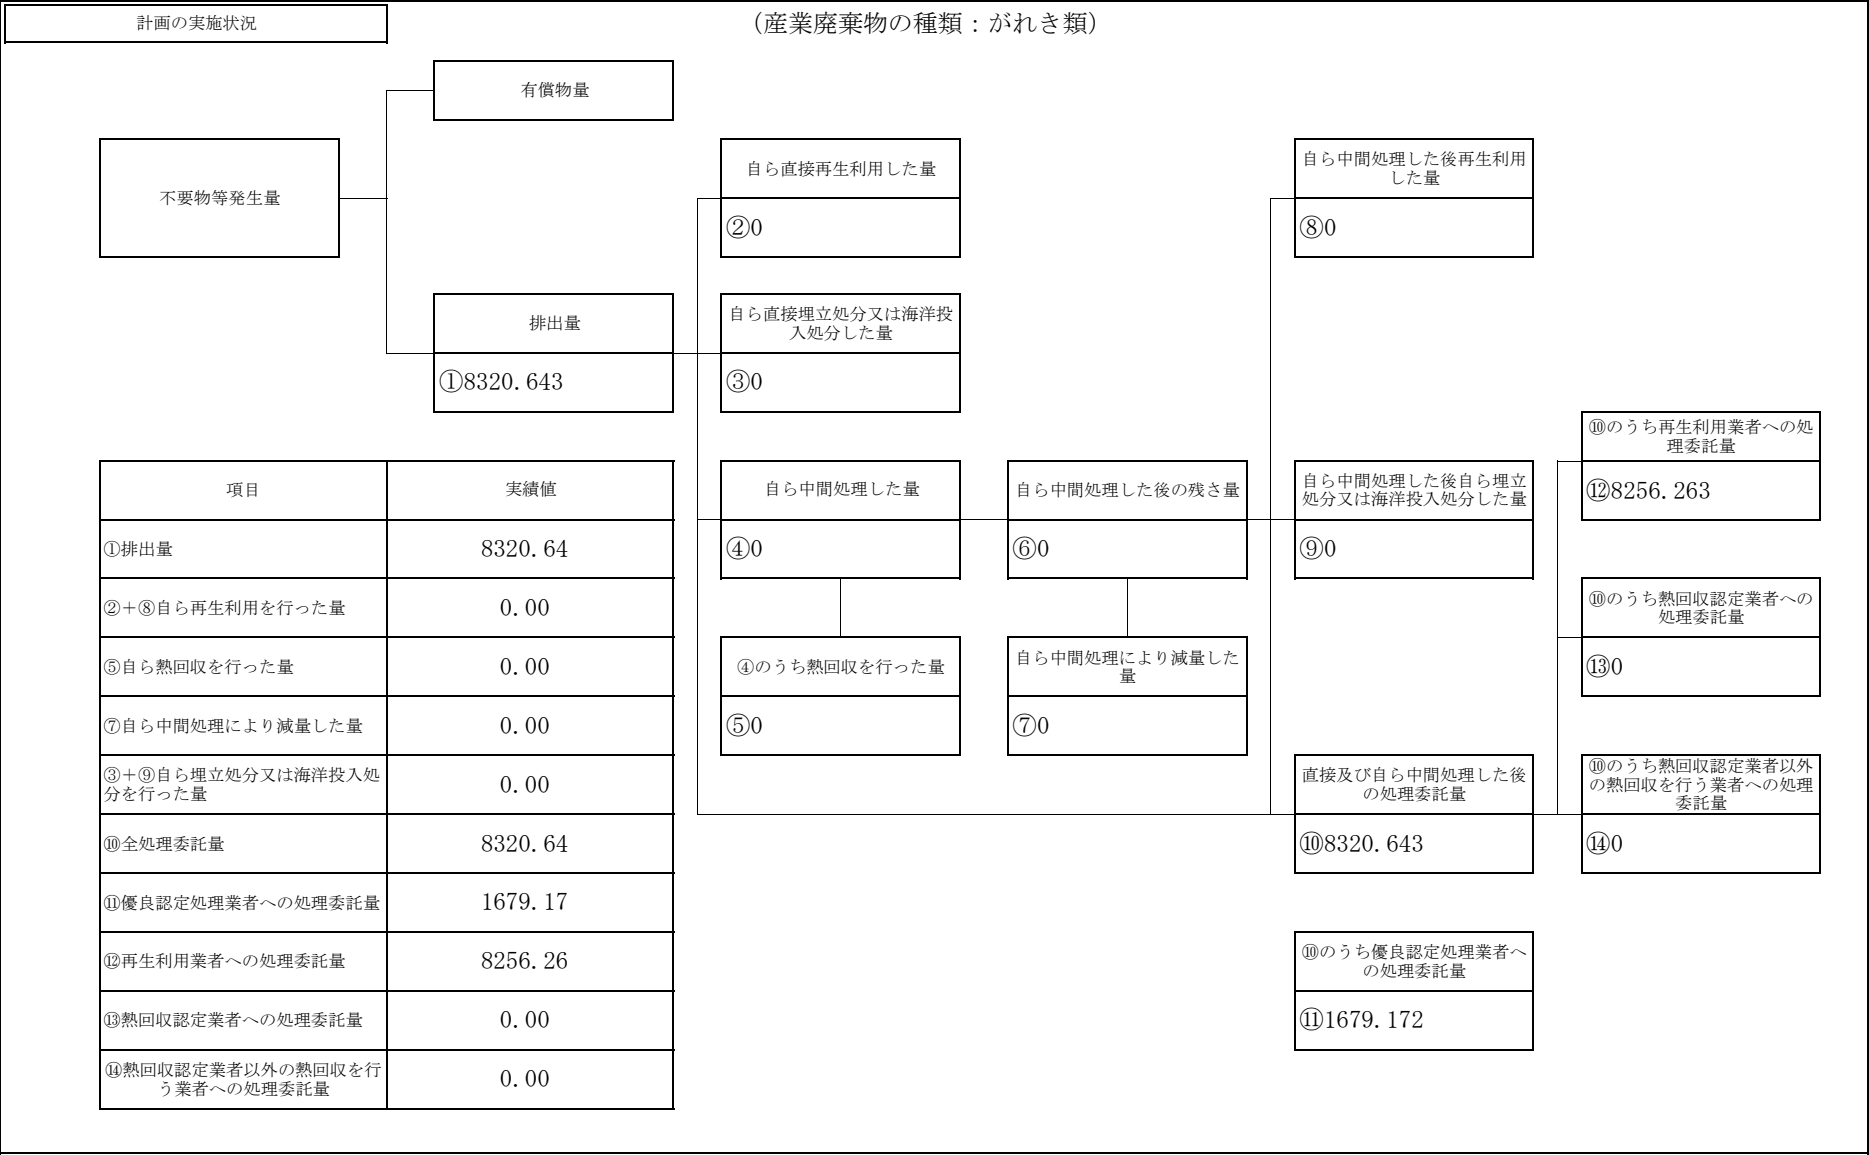 計画の実施状況
（産業廃棄物の種類：がれき類）
有償物量
不要物等発生量
自ら直接再生利用した量
②0
自ら中間処理した後再生利用
した量
⑧0
排出量
①8320.643
自ら直接埋立処分又は海洋投
入処分した量
③0
⑩のうち再生利用業者への処
理委託量
⑫8256.263
自ら中間処理した量
④0
自ら中間処理した後の残さ量
⑥0
自ら中間処理した後自ら埋立
処分又は海洋投入処分した量
⑨0
⑩のうち熱回収認定業者への
処理委託量
⑬0
④のうち熱回収を行った量
⑤0
自ら中間処理により減量した
量
⑦0
直接及び自ら中間処理した後
の処理委託量
⑩8320.643
⑩のうち熱回収認定業者以外
の熱回収を行う業者への処理
委託量
⑭0
⑩のうち優良認定処理業者へ
の処理委託量
⑪1679.172
項目 実績値
①排出量 8320.64
②＋⑧自ら再生利用を行った量 0.00
⑤自ら熱回収を行った量 0.00
⑦自ら中間処理により減量した量 0.00
③＋⑨自ら埋立処分又は海洋投入処
分を行った量 0.00
⑩全処理委託量 8320.64
⑪優良認定処理業者への処理委託量 1679.17
⑫再生利用業者への処理委託量 8256.26
⑬熱回収認定業者への処理委託量 0.00
⑭熱回収認定業者以外の熱回収を行
う業者への処理委託量 0.00